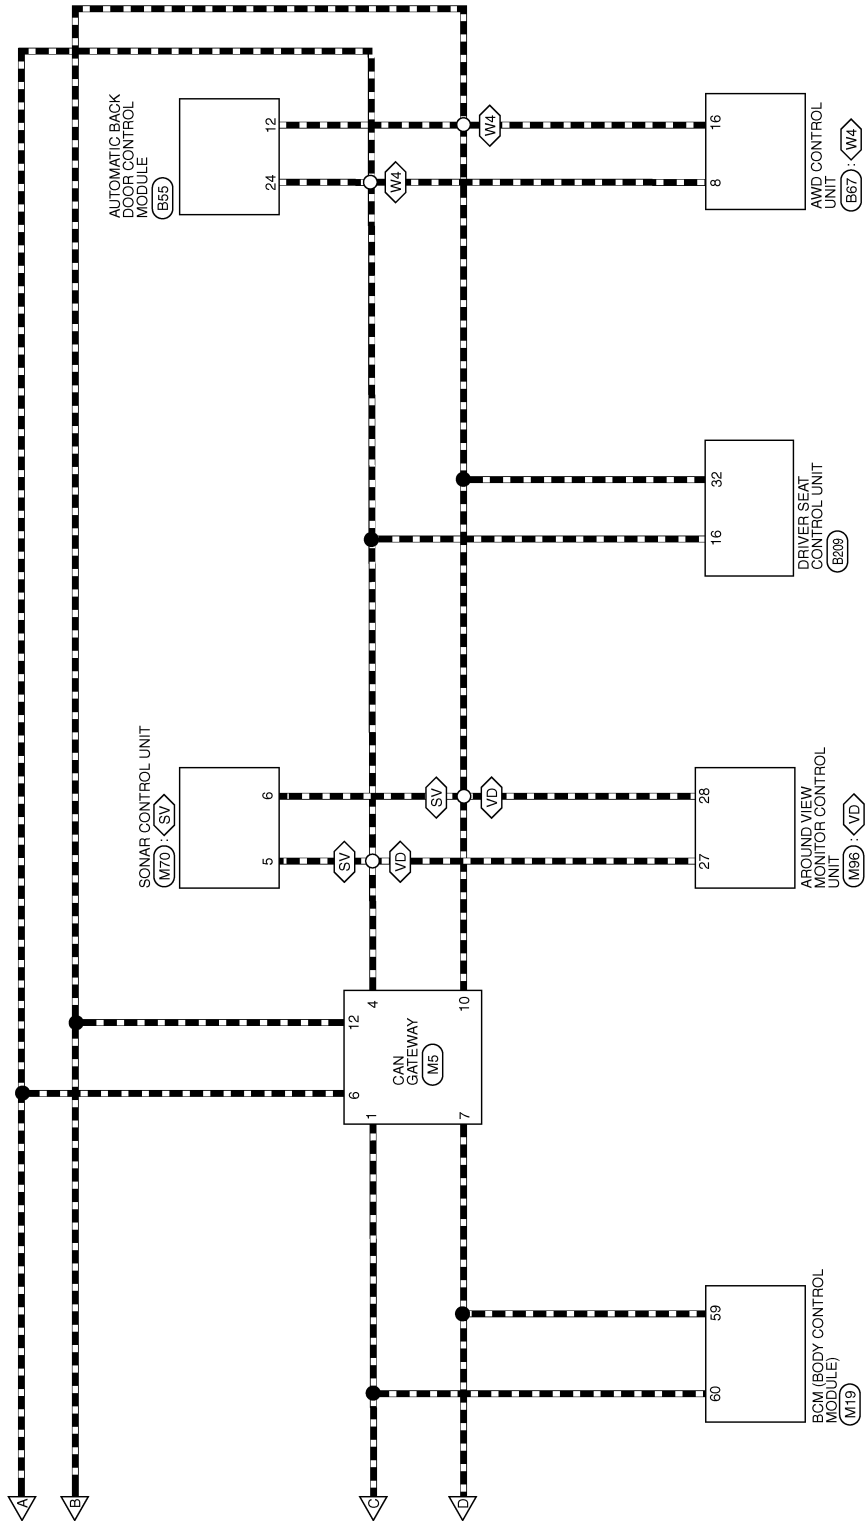 A
B
C
D
AUTOMATIC BACK
DOOR CONTROL
MODULE
B55
12
24
W4
W4
16
8
AWD CONTROL
UNIT
B67 : W4
32
16
DRIVER SEAT
CONTROL UNIT
B209
SONAR CONTROL UNIT
M70 : SV
6
5
SV
VD
SV
VD
28
27
AROUND VIEW
MONITOR CONTROL
UNIT
M96 : VD
12
6
4
10
1
7
CAN
GATEWAY
M5
59
60
BCM (BODY CONTROL
MODULE)
M19